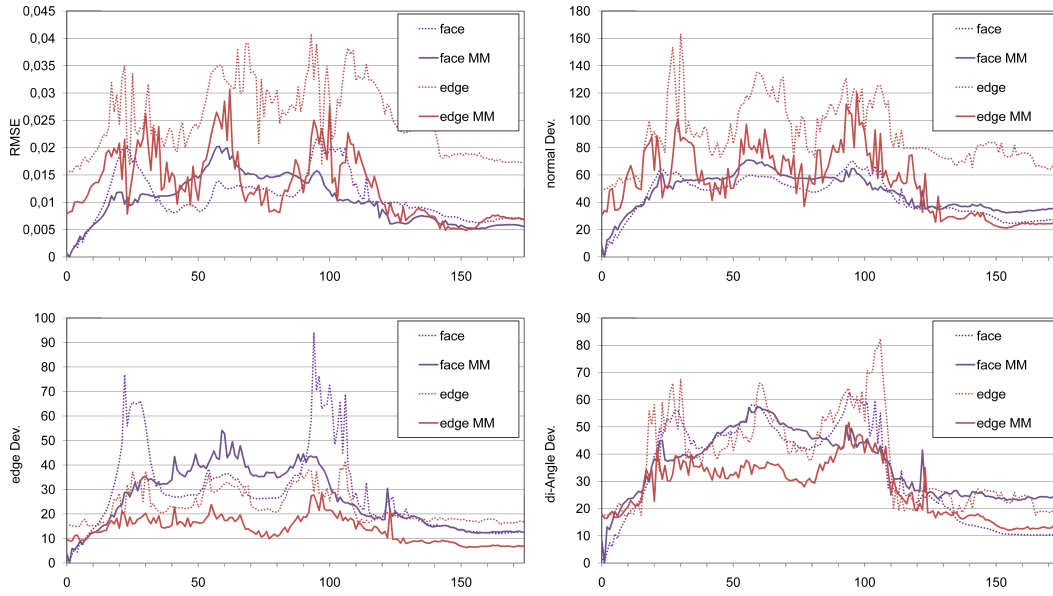 0,045
0,04
0,035
0,03
0,025
0,02
0,015
0,01
0,005
0
RMSE
0 50 100 150
face
face MM
edge
edge MM
180
160
140
120
100
80
60
40
20
0
normal Dev.
0 50 100 150
face
face MM
edge
edge MM
100
90
80
70
60
50
40
30
20
10
0
edge Dev.
0 50 100 150
face
face MM
edge
edge MM
90
80
70
60
50
40
30
20
10
0
di-Angle Dev.
0 50 100 150
face
face MM
edge
edge MM